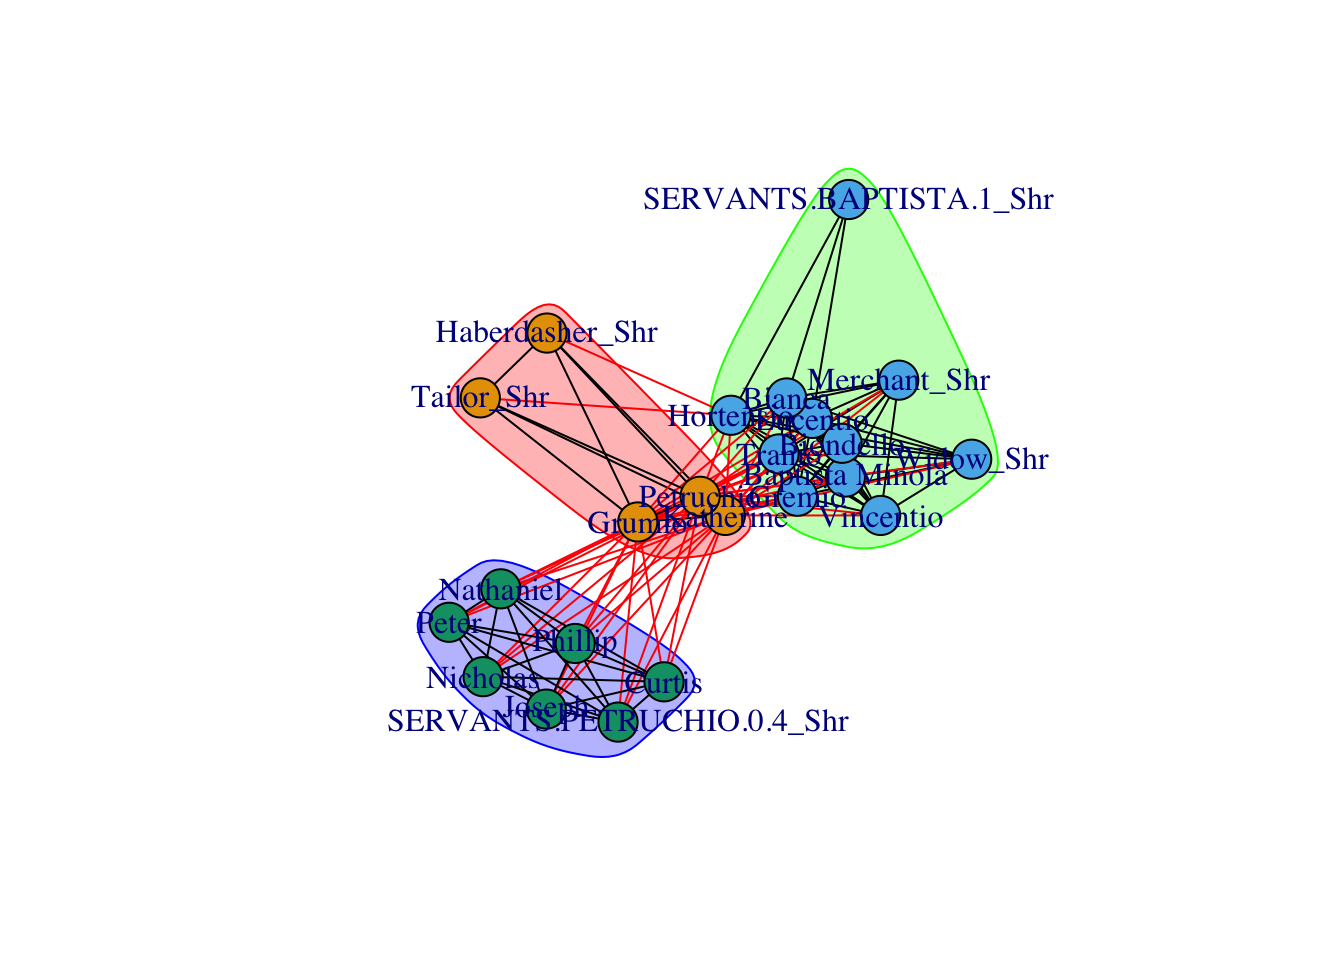 SERVANTS.BAPTISTA.1_Shr
Haberdasher_Shr
Merchant_Shr
Tailor_Shr
Bianca
Hortensio
Lucentio
Biondello
Tranio
Widow_Shr
Baptista Minola
Petruchio
Gremio
Katherine
Vincentio
Grumio
Nathaniel
Peter
Phillip
Nicholas
Curtis
Joseph
SERVANTS.PETRUCHIO.0.4_Shr